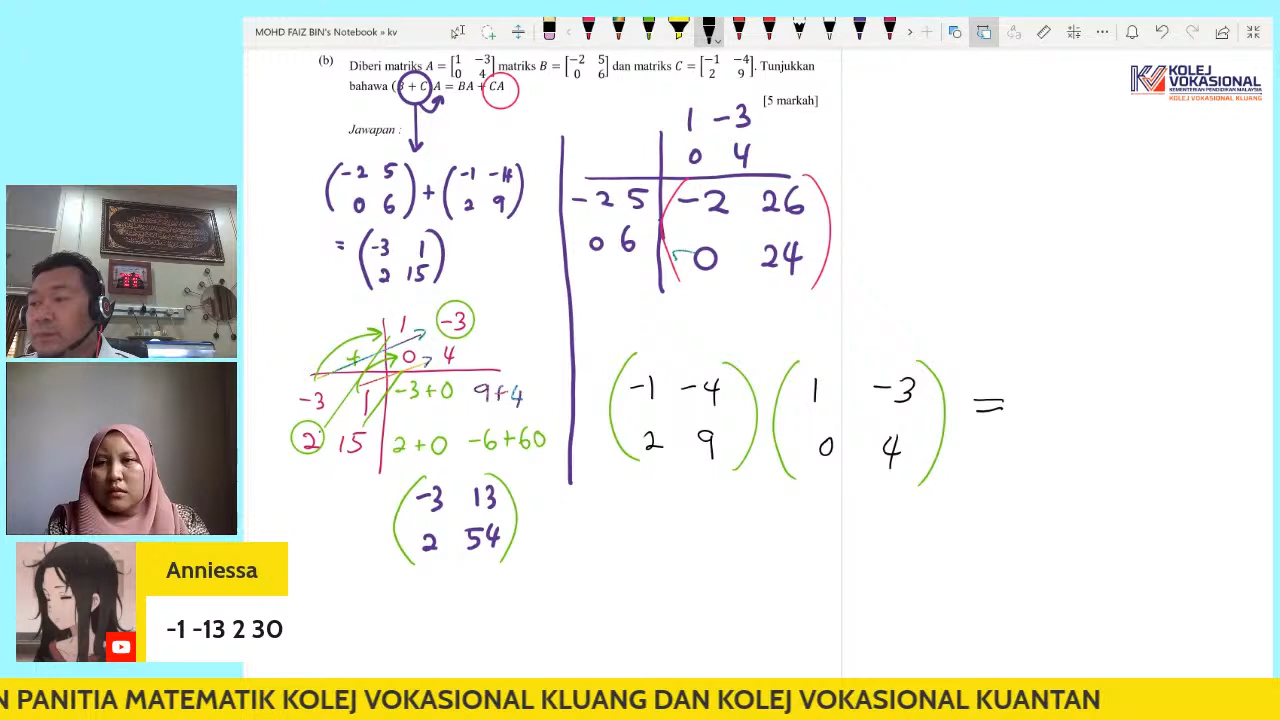 MOHD FAIZ BIN's Notebook » kv
(b) Diberi matriks A = [1 −3 0 4] matriks B = [−2 5 0 6] dan matriks C = [−1 −4 2 9]. Tunjukkan
bahawa (B + C)A = BA + CA
[5 markah]
Jawapan :
KOLEJ
VOKASIONAL
KEMENTERIAN PENDIDIKAN MALAYSIA
KOLEJ VOKASIONAL KLUANG
(-2 5) + (-1 -4)
0 6 2 9
= (-3 1)
2 15
1 -3
0 4
-3 1 -3+0 9+4
2 15 2+0 -6+60
(-3 13)
2 54
1 -3
0 4
-2 5 -2 26
0 6 0 24
(-1 -4) (1 -3) =
2 9 0 4
Anniessa
-1 -13 2 30
N PANITIA MATEMATIK KOLEJ VOKASIONAL KLUANG DAN KOLEJ VOKASIONAL KUANTAN